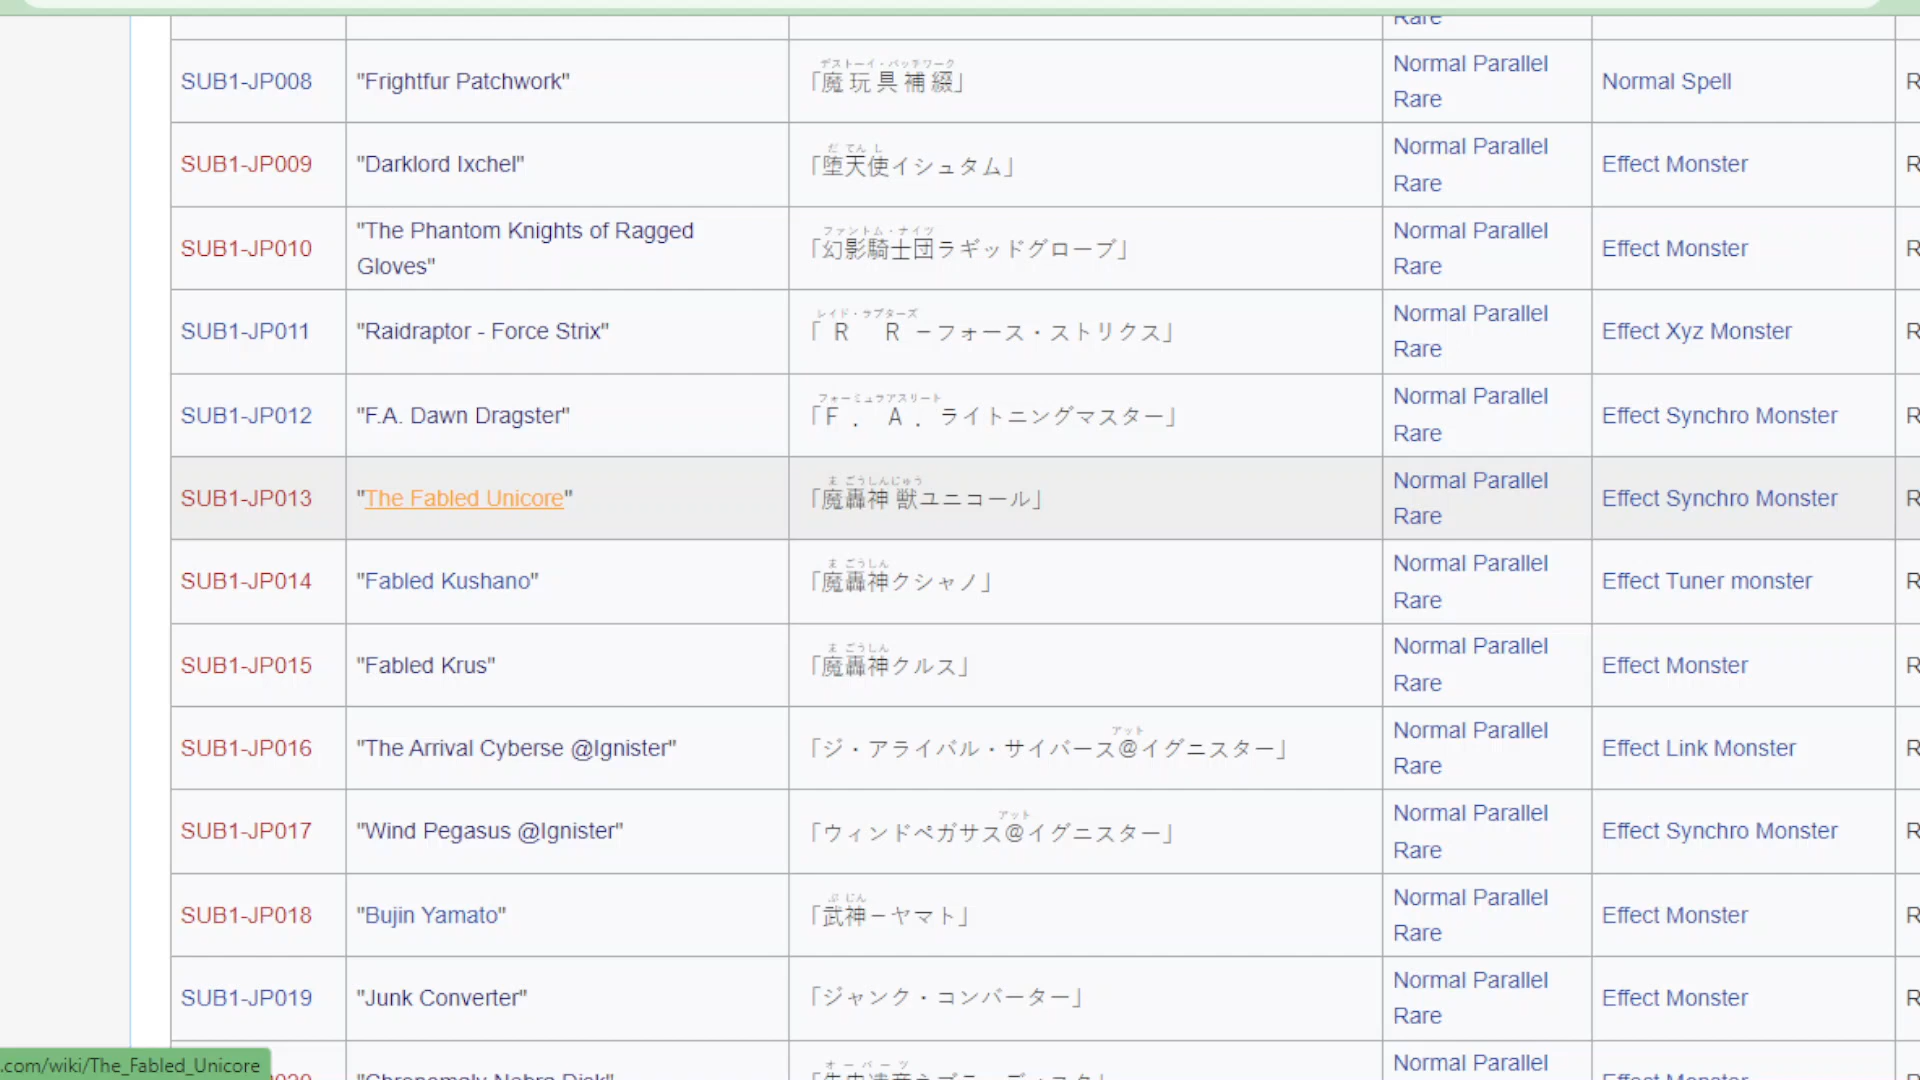 Rare
SUB1-JP008 "Frightfur Patchwork" 「魔玩具補綴」 デストーイ・パッチワーク Normal Parallel Rare Normal Spell R
SUB1-JP009 "Darklord Ixchel" 「堕天使イシュタム」 だ てん し Normal Parallel Rare Effect Monster R
SUB1-JP010 "The Phantom Knights of Ragged Gloves" 「幻影騎士団ラギッドグローブ」 ファントム・ナイツ Normal Parallel Rare Effect Monster R
SUB1-JP011 "Raidraptor - Force Strix" 「RR－フォース・ストリクス」 レイド・ラプターズ Normal Parallel Rare Effect Xyz Monster R
SUB1-JP012 "F.A. Dawn Dragster" 「F.A.ライトニングマスター」 フォーミュラアスリート Normal Parallel Rare Effect Synchro Monster R
SUB1-JP013 "The Fabled Unicore" 「魔轟神獣ユニコール」 ま ごうしんじゅう Normal Parallel Rare Effect Synchro Monster R
SUB1-JP014 "Fabled Kushano" 「魔轟神クシャノ」 ま ごうしん Normal Parallel Rare Effect Tuner monster R
SUB1-JP015 "Fabled Krus" 「魔轟神クルス」 ま ごうしん Normal Parallel Rare Effect Monster R
SUB1-JP016 "The Arrival Cyberse @Ignister" 「ジ・アライバル・サイバース@イグニスター」 アット Normal Parallel Rare Effect Link Monster R
SUB1-JP017 "Wind Pegasus @Ignister" 「ウィンドペガサス@イグニスター」 アット Normal Parallel Rare Effect Synchro Monster R
SUB1-JP018 "Bujin Yamato" 「武神－ヤマト」 ぶ じん Normal Parallel Rare Effect Monster R
SUB1-JP019 "Junk Converter" 「ジャンク・コンバーター」 Normal Parallel Rare Effect Monster R
"Chronomaly Nebra Disk" オーパーツ Normal Parallel Effect Monster
.com/wiki/The_Fabled_Unicore